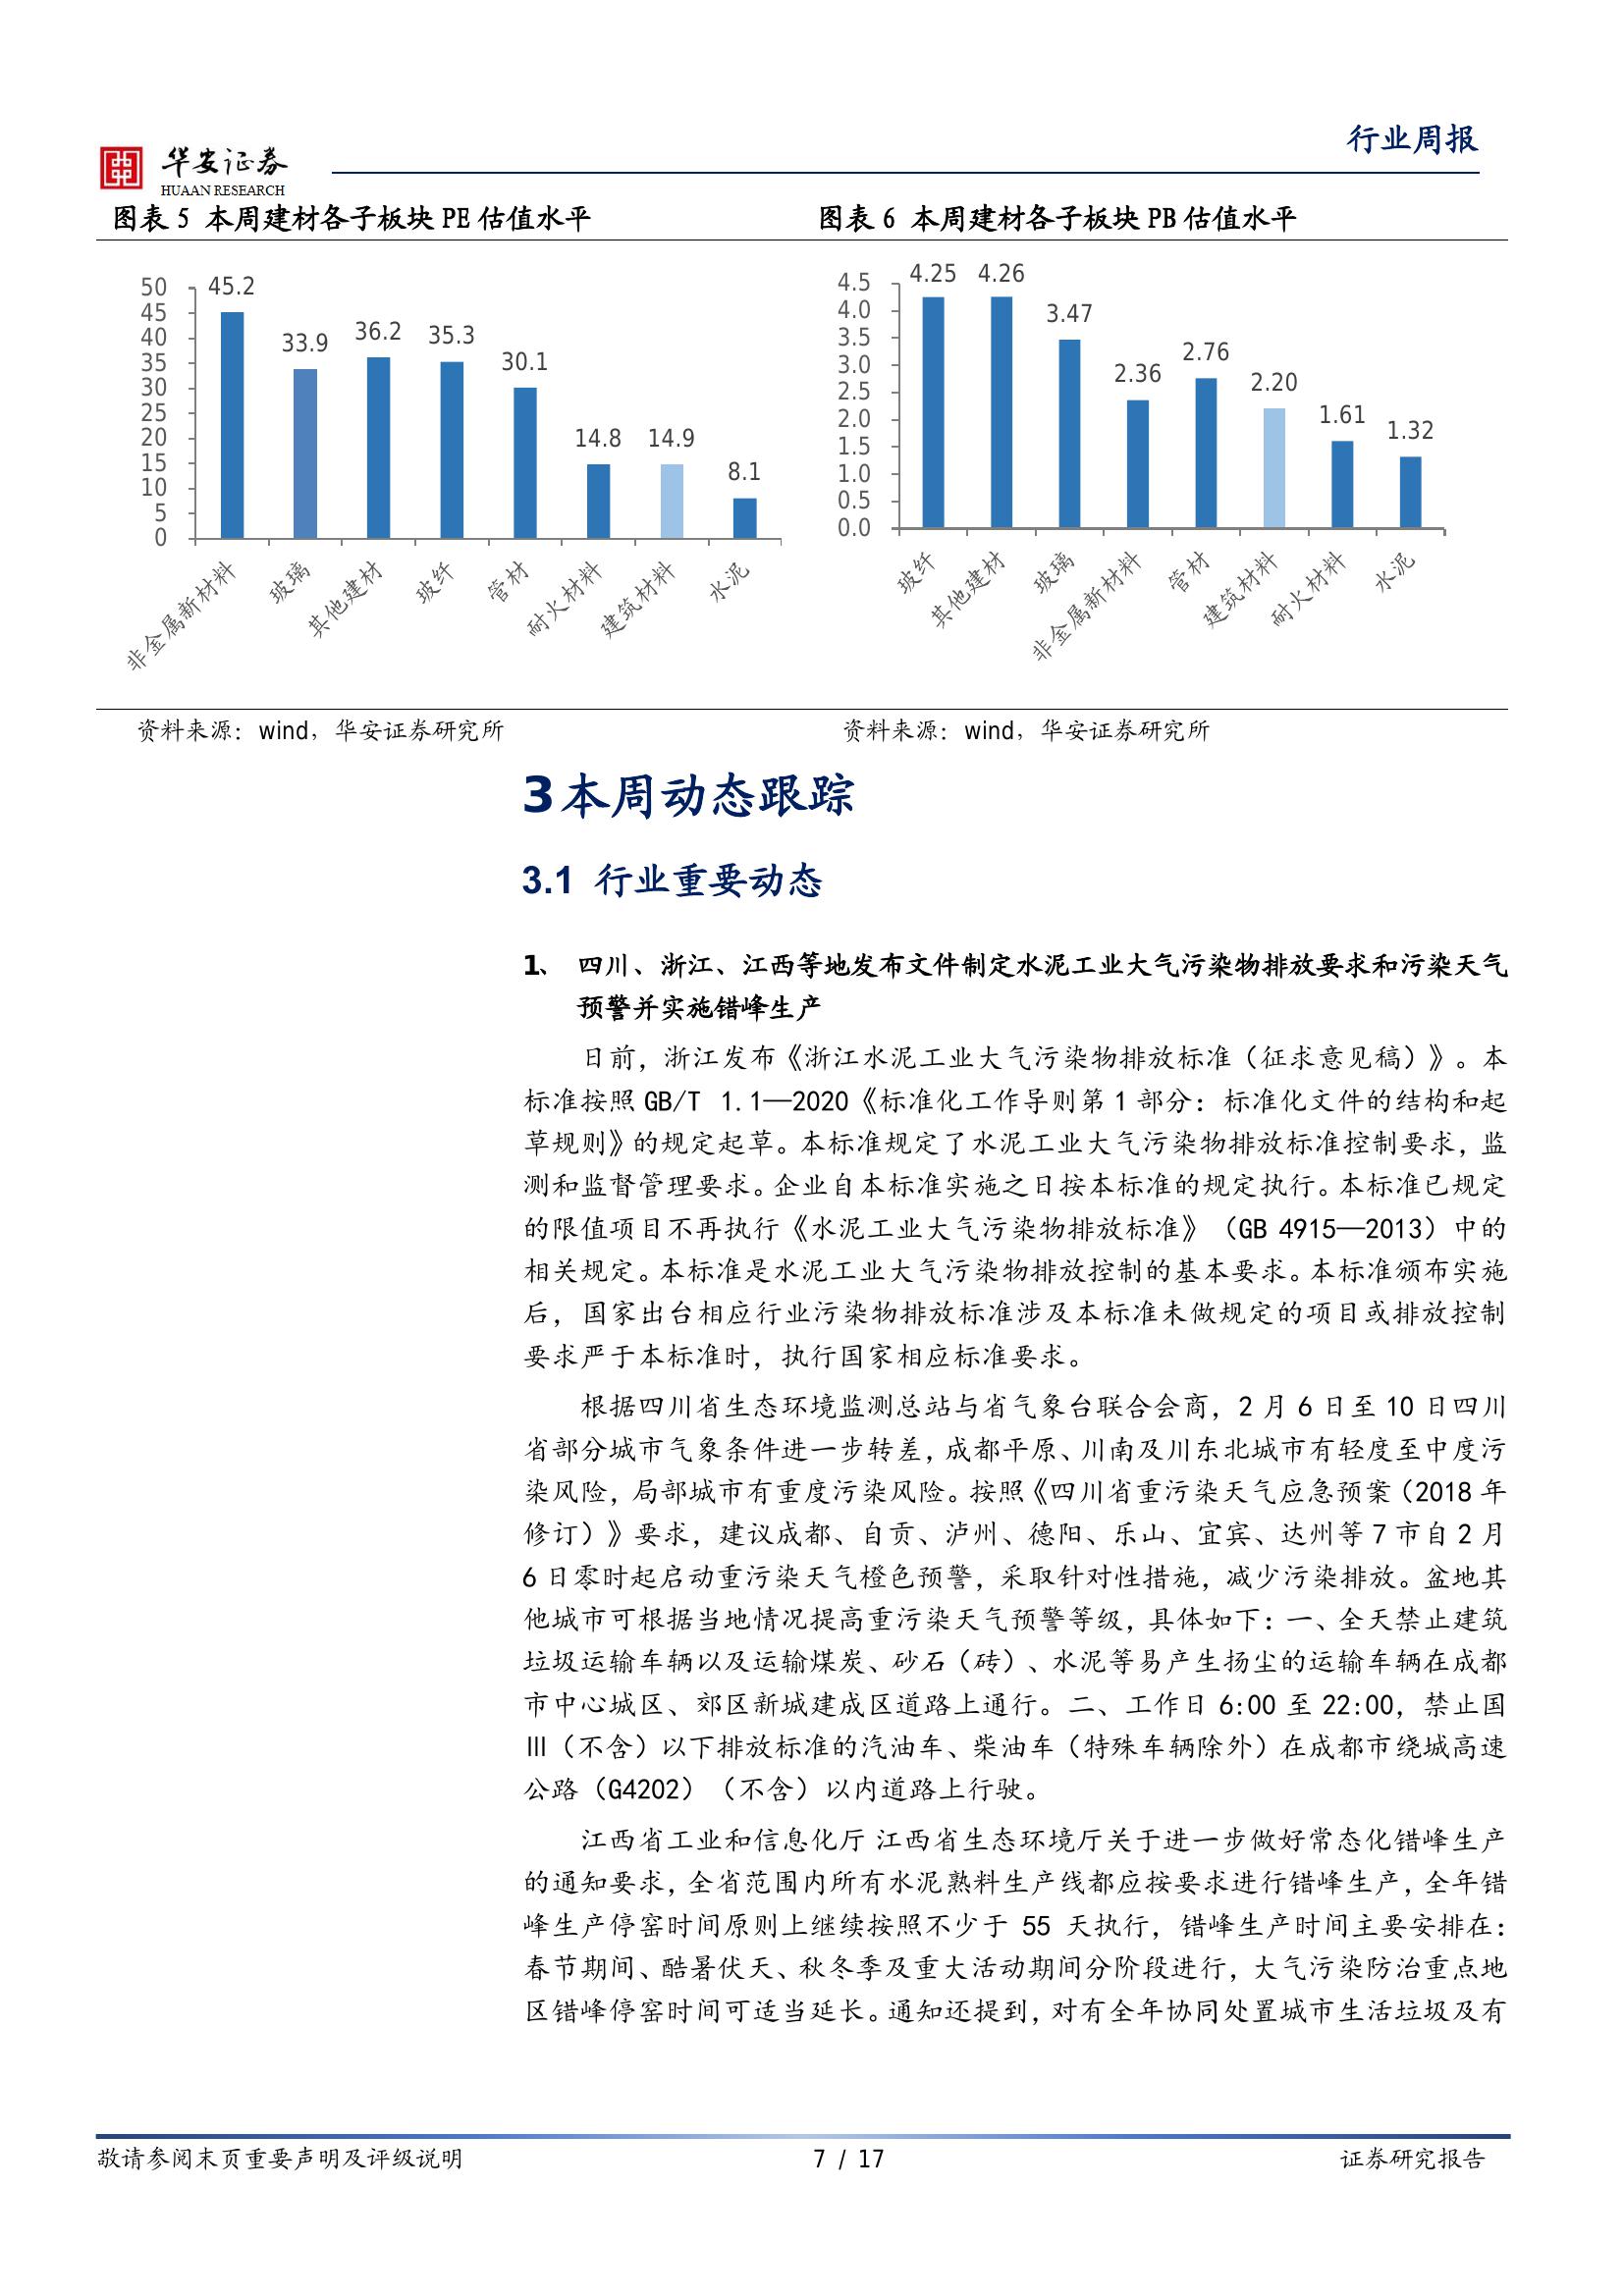 行业周报
华安证券
HUAAN RESEARCH
图表 5 本周建材各子板块 PE 估值水平
50
45
40
35
30
25
20
15
10
5
0
45.2
33.9
36.2
35.3
30.1
14.8
14.9
8.1
非金属新材料
玻璃
其他建材
玻纤
管材
耐火材料
建筑材料
水泥
资料来源：wind，华安证券研究所
图表 6 本周建材各子板块 PB 估值水平
4.5
4.0
3.5
3.0
2.5
2.0
1.5
1.0
0.5
0.0
4.25
4.26
3.47
2.36
2.76
2.20
1.61
1.32
玻纤
其他建材
玻璃
非金属新材料
管材
建筑材料
耐火材料
水泥
资料来源：wind，华安证券研究所
3 本周动态跟踪
3.1 行业重要动态
1、 四川、浙江、江西等地发布文件制定水泥工业大气污染物排放要求和污染天气
预警并实施错峰生产
日前，浙江发布《浙江水泥工业大气污染物排放标准（征求意见稿）》。本
标准按照 GB/T 1.1—2020《标准化工作导则第 1 部分：标准化文件的结构和起
草规则》的规定起草。本标准规定了水泥工业大气污染物排放标准控制要求，监
测和监督管理要求。企业自本标准实施之日按本标准的规定执行。本标准已规定
的限值项目不再执行《水泥工业大气污染物排放标准》（GB 4915—2013）中的
相关规定。本标准是水泥工业大气污染物排放控制的基本要求。本标准颁布实施
后，国家出台相应行业污染物排放标准涉及本标准未做规定的项目或排放控制
要求严于本标准时，执行国家相应标准要求。
根据四川省生态环境监测总站与省气象台联合会商，2 月 6 日至 10 日四川
省部分城市气象条件进一步转差，成都平原、川南及川东北城市有轻度至中度污
染风险，局部城市有重度污染风险。按照《四川省重污染天气应急预案（2018 年
修订）》要求，建议成都、自贡、泸州、德阳、乐山、宜宾、达州等 7 市自 2 月
6 日零时起启动重污染天气橙色预警，采取针对性措施，减少污染排放。盆地其
他城市可根据当地情况提高重污染天气预警等级，具体如下：一、全天禁止建筑
垃圾运输车辆以及运输煤炭、砂石（砖）、水泥等易产生扬尘的运输车辆在成都
市中心城区、郊区新城建成区道路上通行。二、工作日 6:00 至 22:00，禁止国
Ⅲ（不含）以下排放标准的汽油车、柴油车（特殊车辆除外）在成都市绕城高速
公路（G4202）（不含）以内道路上行驶。
江西省工业和信息化厅 江西省生态环境厅关于进一步做好常态化错峰生产
的通知要求，全省范围内所有水泥熟料生产线都应按要求进行错峰生产，全年错
峰生产停窑时间原则上继续按照不少于 55 天执行，错峰生产时间主要安排在：
春节期间、酷暑伏天、秋冬季及重大活动期间分阶段进行，大气污染防治重点地
区错峰停窑时间可适当延长。通知还提到，对有全年协同处置城市生活垃圾及有
敬请参阅末页重要声明及评级说明
7 / 17
证券研究报告